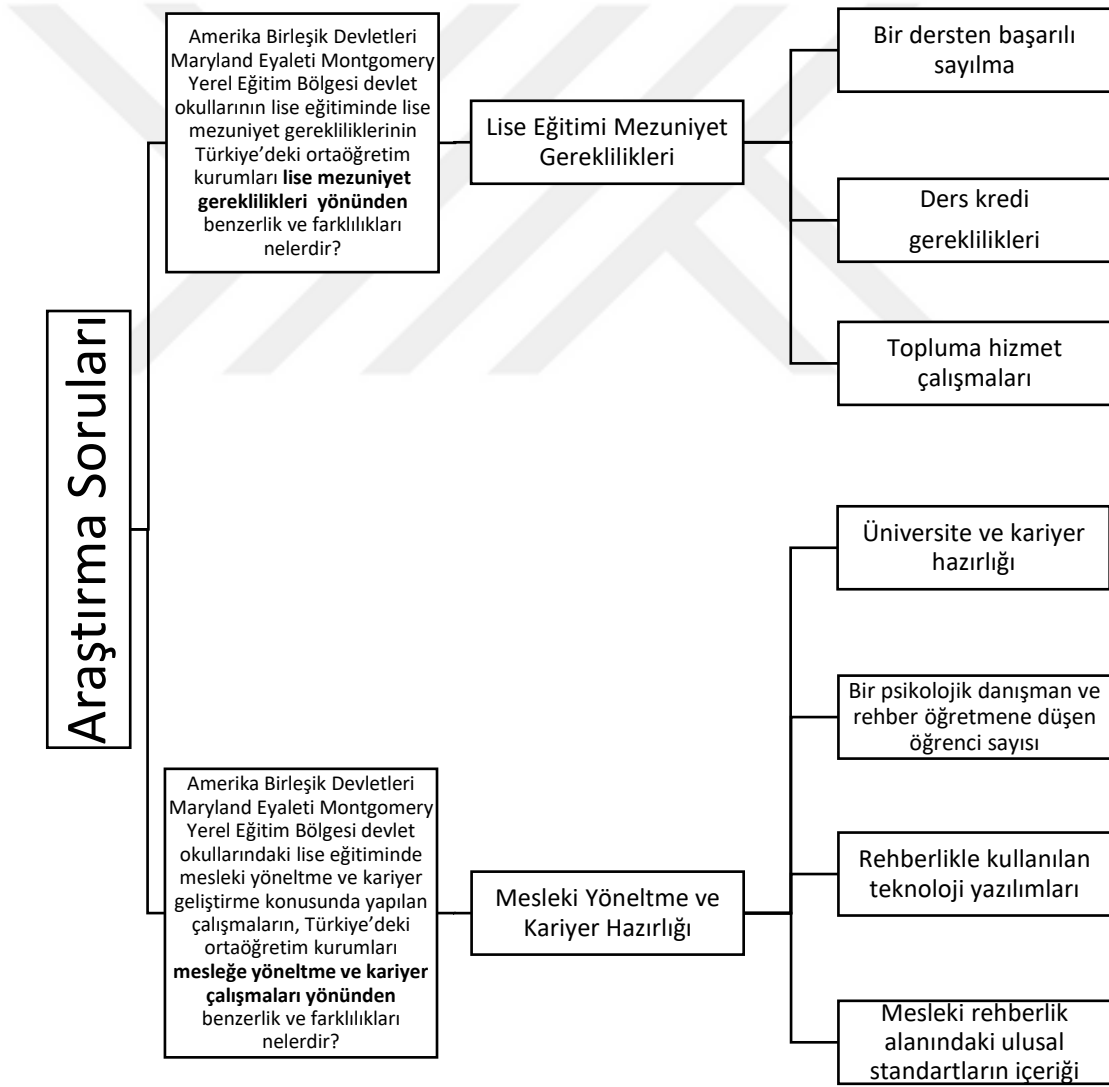 Araştırma Soruları
Amerika Birleşik Devletleri
Maryland Eyaleti Montgomery
Yerel Eğitim Bölgesi devlet
okullarının lise eğitiminde lise
mezuniyet gerekliliklerinin
Türkiye’deki ortaöğretim
kurumları lise mezuniyet
gereklilikleri yönünden
benzerlik ve farklılıkları
nelerdir?
Lise Eğitimi Mezuniyet
Gereklilikleri
Bir dersten başarılı
sayılma
Ders kredi
gereklilikleri
Topluma hizmet
çalışmaları
Amerika Birleşik Devletleri
Maryland Eyaleti Montgomery
Yerel Eğitim Bölgesi devlet
okullarındaki lise eğitiminde
mesleki yöneltme ve kariyer
geliştirme konusunda yapılan
çalışmaların, Türkiye’deki
ortaöğretim kurumları
mesleğe yöneltme ve kariyer
çalışmaları yönünden
benzerlik ve farklılıkları
nelerdir?
Mesleki Yöneltme ve
Kariyer Hazırlığı
Üniversite ve kariyer
hazırlığı
Bir psikolojik danışman ve
rehber öğretmene düşen
öğrenci sayısı
Rehberlikle kullanılan
teknoloji yazılımları
Mesleki rehberlik
alanındaki ulusal
standartların içeriği